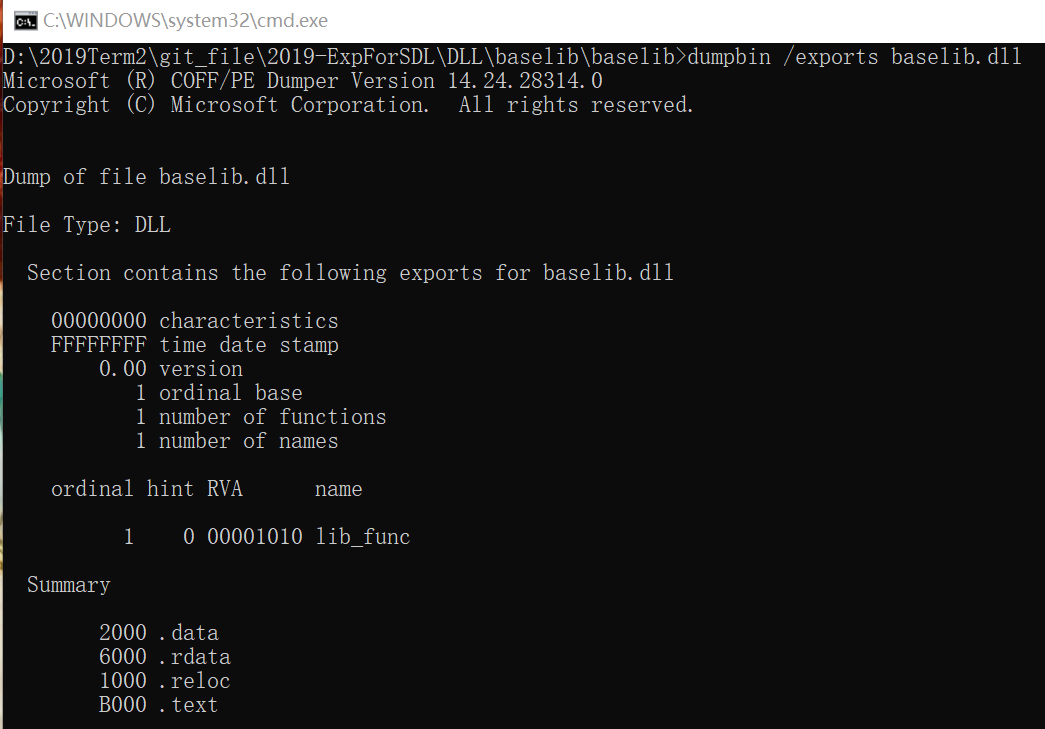 C:\WINDOWS\system32\cmd.exe
D:\2019Term2\git_file\2019-ExpForSDL\DLL\baselib\baselib>dumpbin /exports baselib.dll
Microsoft (R) COFF/PE Dumper Version 14.24.28314.0
Copyright (C) Microsoft Corporation.  All rights reserved.
Dump of file baselib.dll
File Type: DLL
Section contains the following exports for baselib.dll
00000000 characteristics
FFFFFFFF time date stamp
0.00 version
1 ordinal base
1 number of functions
1 number of names
ordinal hint RVA      name
1    0 00001010 lib_func
Summary
2000 .data
6000 .rdata
1000 .reloc
B000 .text